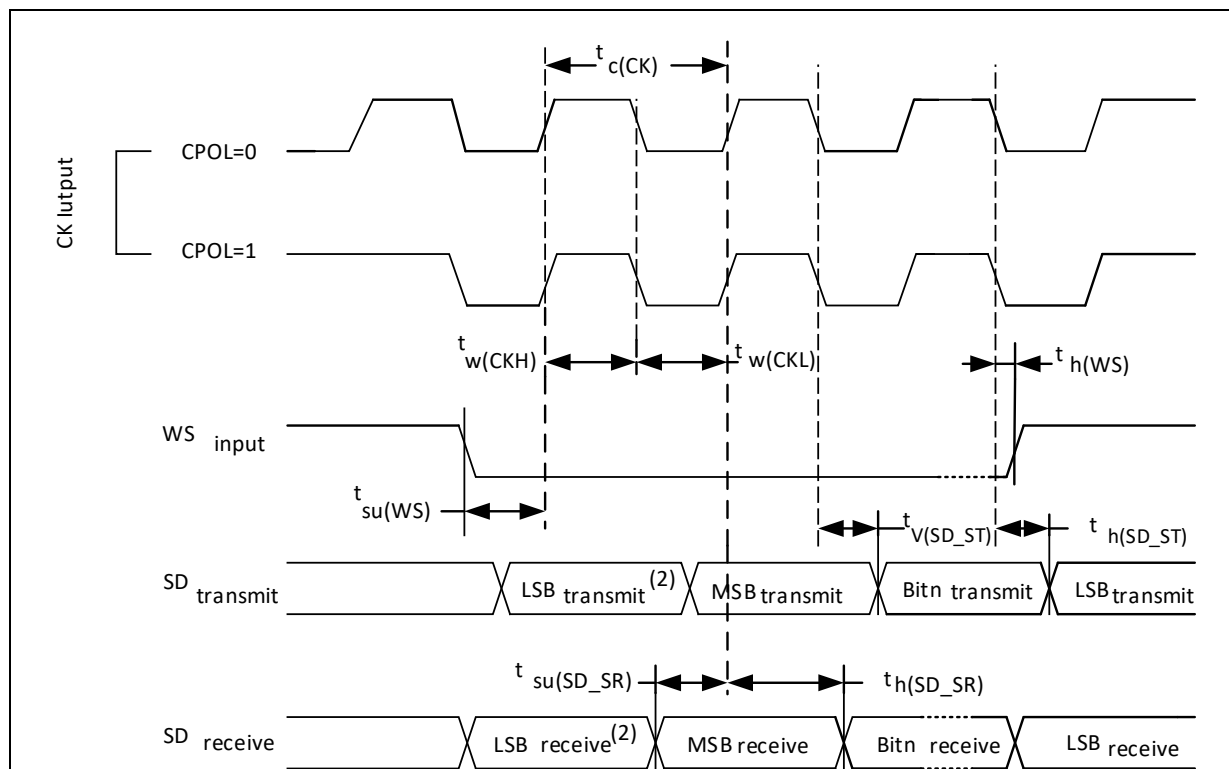 t c(CK)
CK Iutput
CPOL=0
CPOL=1
t w(CKH)
t w(CKL)
t h(WS)
WS input
t su(WS)
t V(SD_ST)
t h(SD_ST)
SD transmit
LSB transmit (2)
MSB transmit
Bitn transmit
LSB transmit
t su(SD_SR)
t h(SD_SR)
SD receive
LSB receive (2)
MSB receive
Bitn receive
LSB receive